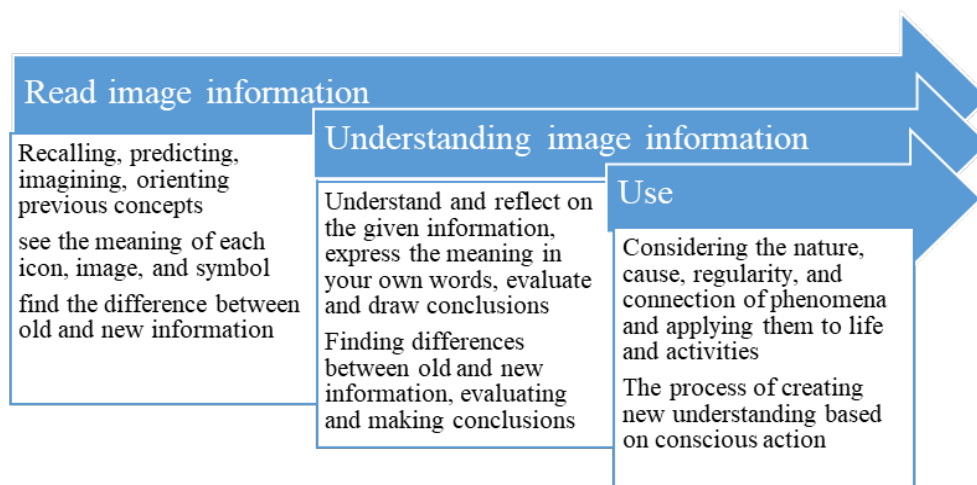 Read image information
Recalling, predicting,
imagining, orienting
previous concepts
see the meaning of each
icon, image, and symbol
find the difference between
old and new information
Understanding image information
Understand and reflect on
the given information,
express the meaning in
your own words, evaluate
and draw conclusions
Finding differences
between old and new
information, evaluating
and making conclusions
Use
Considering the nature,
cause, regularity, and
connection of phenomena
and applying them to life
and activities
The process of creating
new understanding based
on conscious action